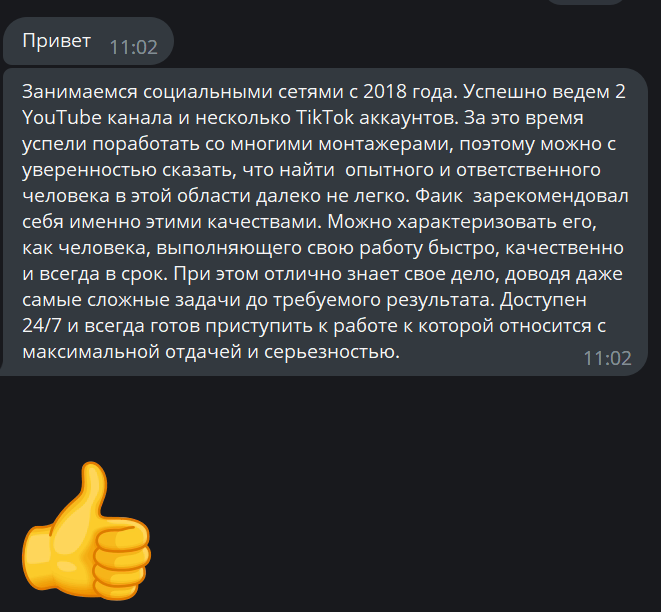 Привет 11:02
Занимаемся социальными сетями с 2018 года. Успешно ведем 2
YouTube канала и несколько TikTok аккаунтов. За это время
успели поработать со многими монтажерами, поэтому можно с
уверенностью сказать, что найти  опытного и ответственного
человека в этой области далеко не легко. Фаик  зарекомендовал
себя именно этими качествами. Можно характеризовать его,
как человека, выполняющего свою работу быстро, качественно
и всегда в срок. При этом отлично знает свое дело, доводя даже
самые сложные задачи до требуемого результата. Доступен
24/7 и всегда готов приступить к работе к которой относится с
максимальной отдачей и серьезностью.
11:02